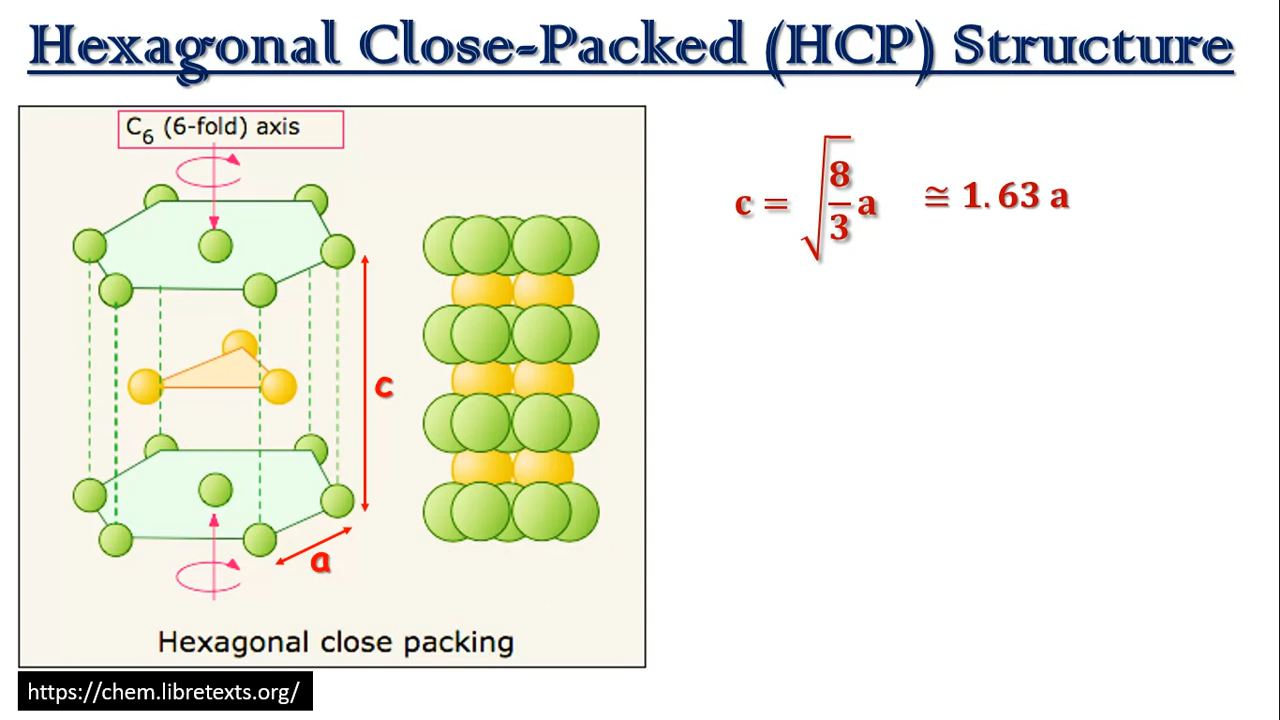 Hexagonal Close-Packed (HCP) Structure
C₆ (6-fold) axis
c = √(8/3) a ≅ 1.63 a
c
a
Hexagonal close packing
https://chem.libretexts.org/